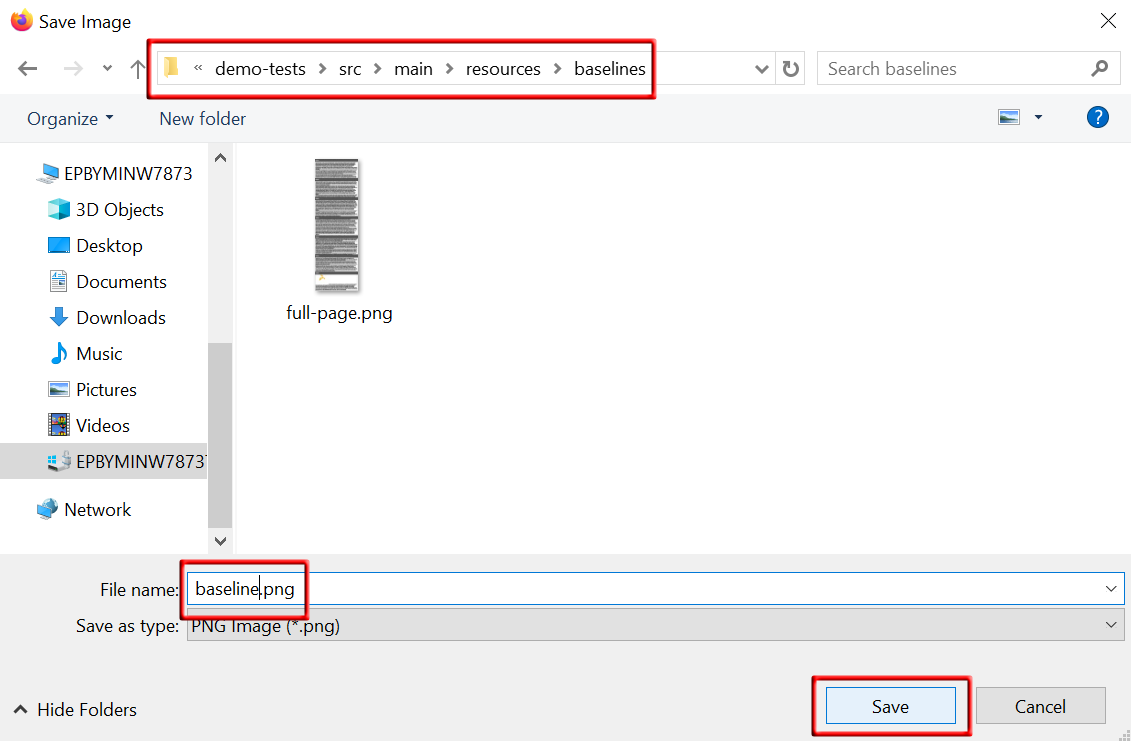 Save Image
« demo-tests > src > main > resources > baselines
Search baselines
Organize
New folder
?
EPBYMINW7873
3D Objects
Desktop
Documents
Downloads
Music
Pictures
Videos
EPBYMINW7873
Network
full-page.png
File name: baseline.png
Save as type: PNG Image (*.png)
Hide Folders
Save
Cancel